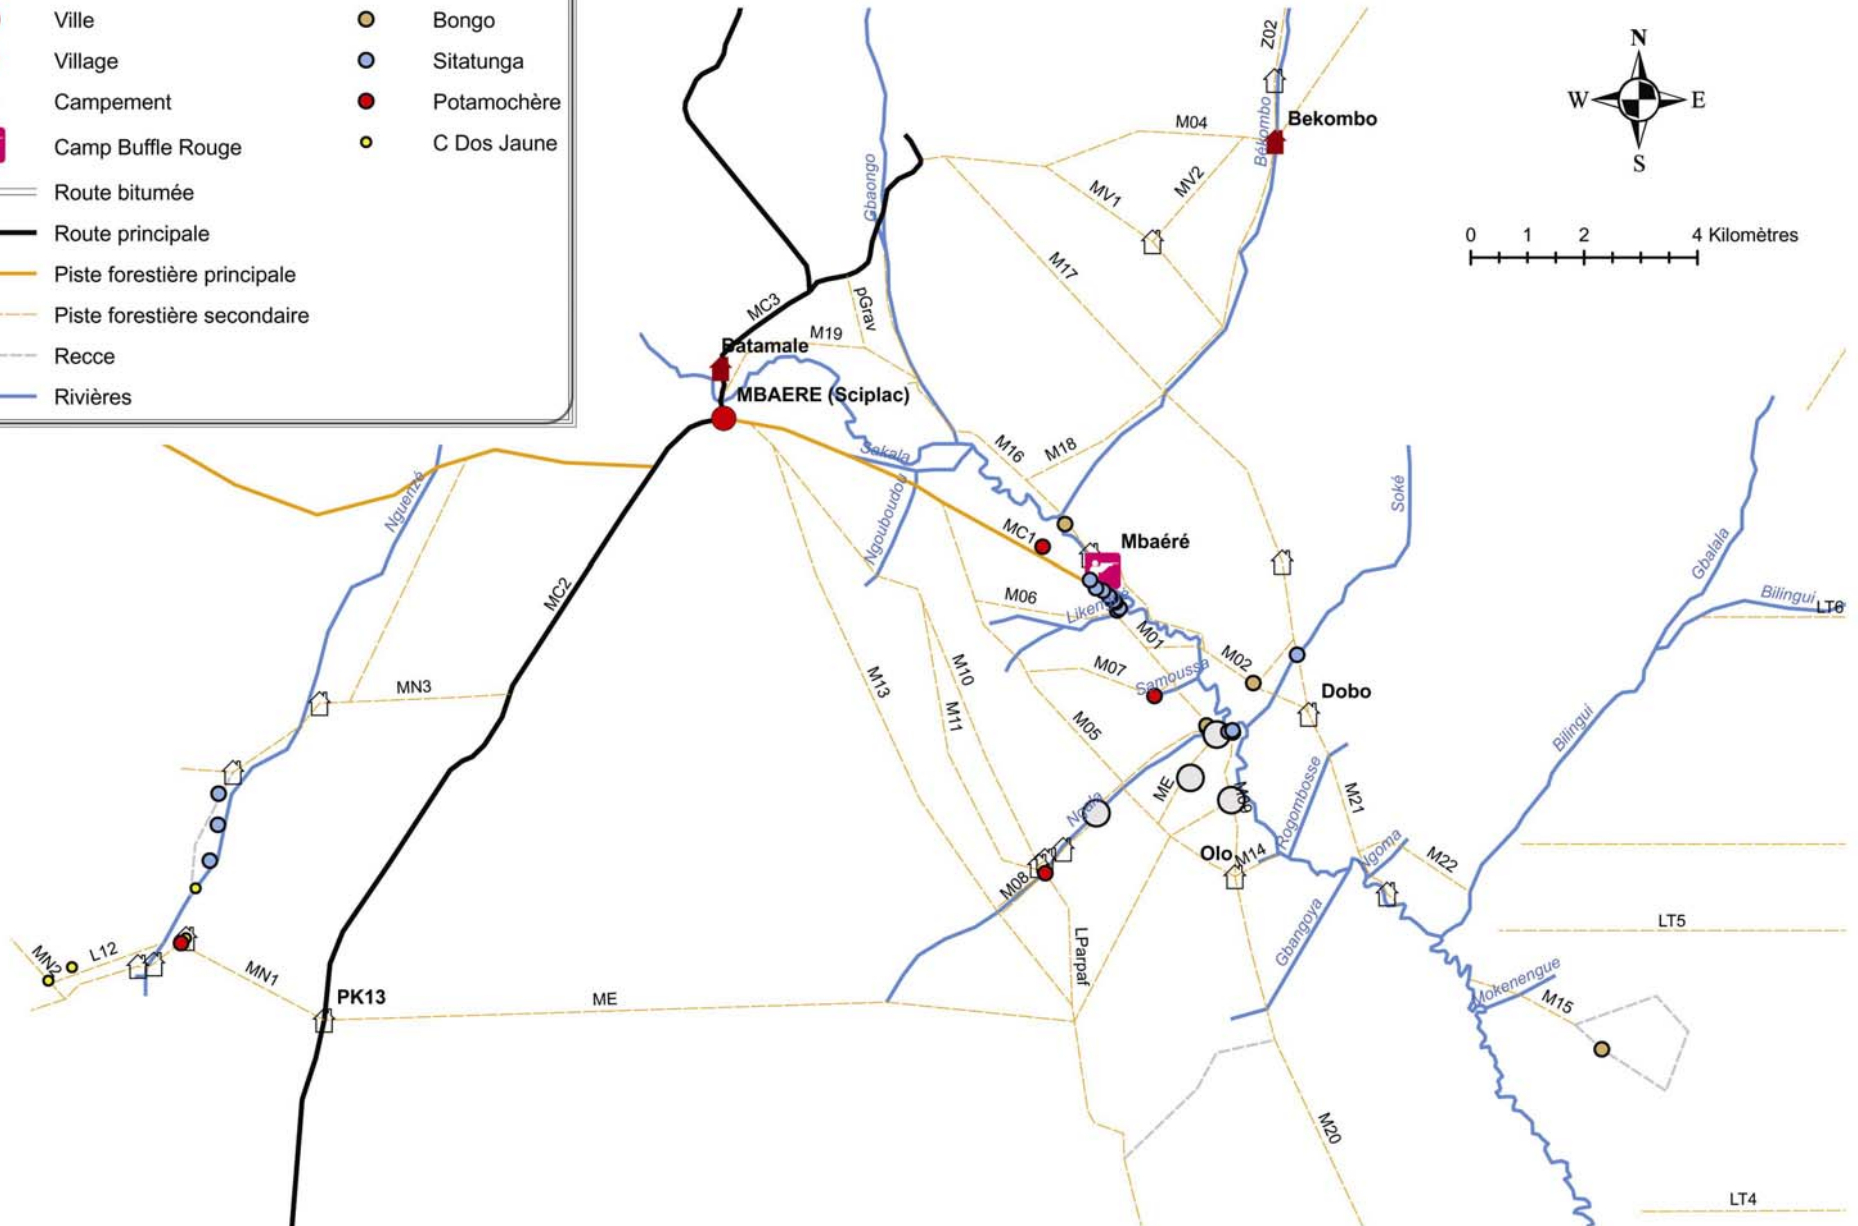 Ville
Bongo
Village
Sitatunga
Campement
Potamochère
Camp Buffle Rouge
C Dos Jaune
Route bitumée
Route principale
Piste forestière principale
Piste forestière secondaire
Recce
Rivières
N
W
E
S
0 1 2 4 Kilomètres
Z02
Békombo
Bekombo
M04
MV1
MV2
Gbaongo
M17
MC3
pGrav
M19
Batamale
MBAERE (Sciplac)
Sakala
M16
M18
Nguerizé
Ngouboudou
Soké
MC1
Mbaéré
Gbalala
Bilingui
LT6
MC2
M06
M01
M02
M07
Samoussa
Dobo
M13
M10
M11
MN3
M05
Bilingui
ME
M09
Rogombosse
M21
Ngala
Olo
M14
Ngoma
M22
M08
LT5
LParpaf
Gbangoya
MN2
L12
MN1
PK13
ME
Mokenengue
M15
M20
LT4